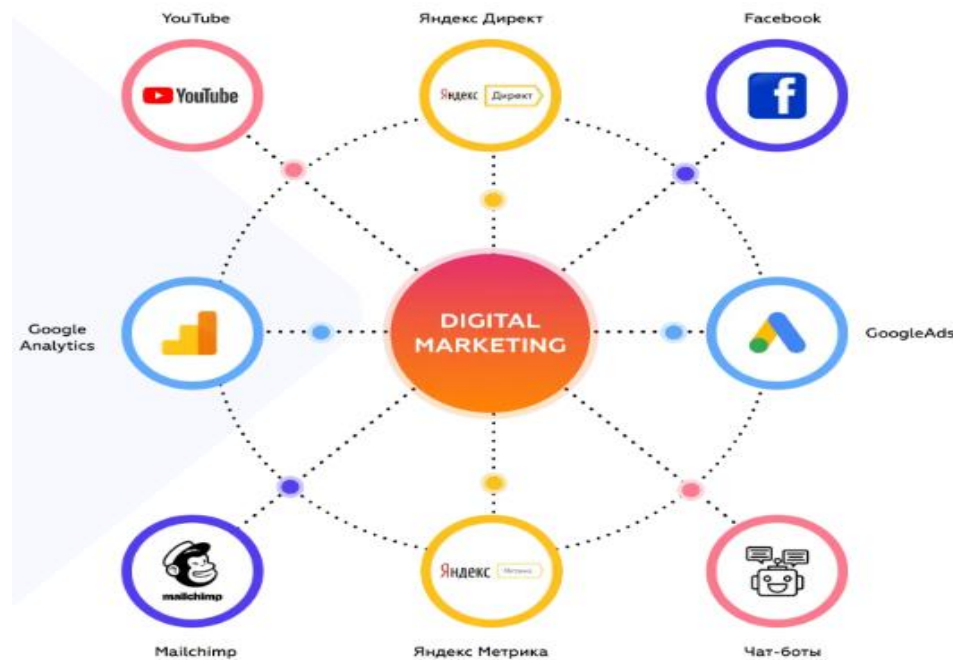 YouTube
Яндекс Директ
Facebook
YouTube
Яндекс Директ
f
Google
Analytics
DIGITAL
MARKETING
GoogleAds
mailchimp
Яндекс Метрика
Mailchimp
Яндекс Метрика
Чат-боты